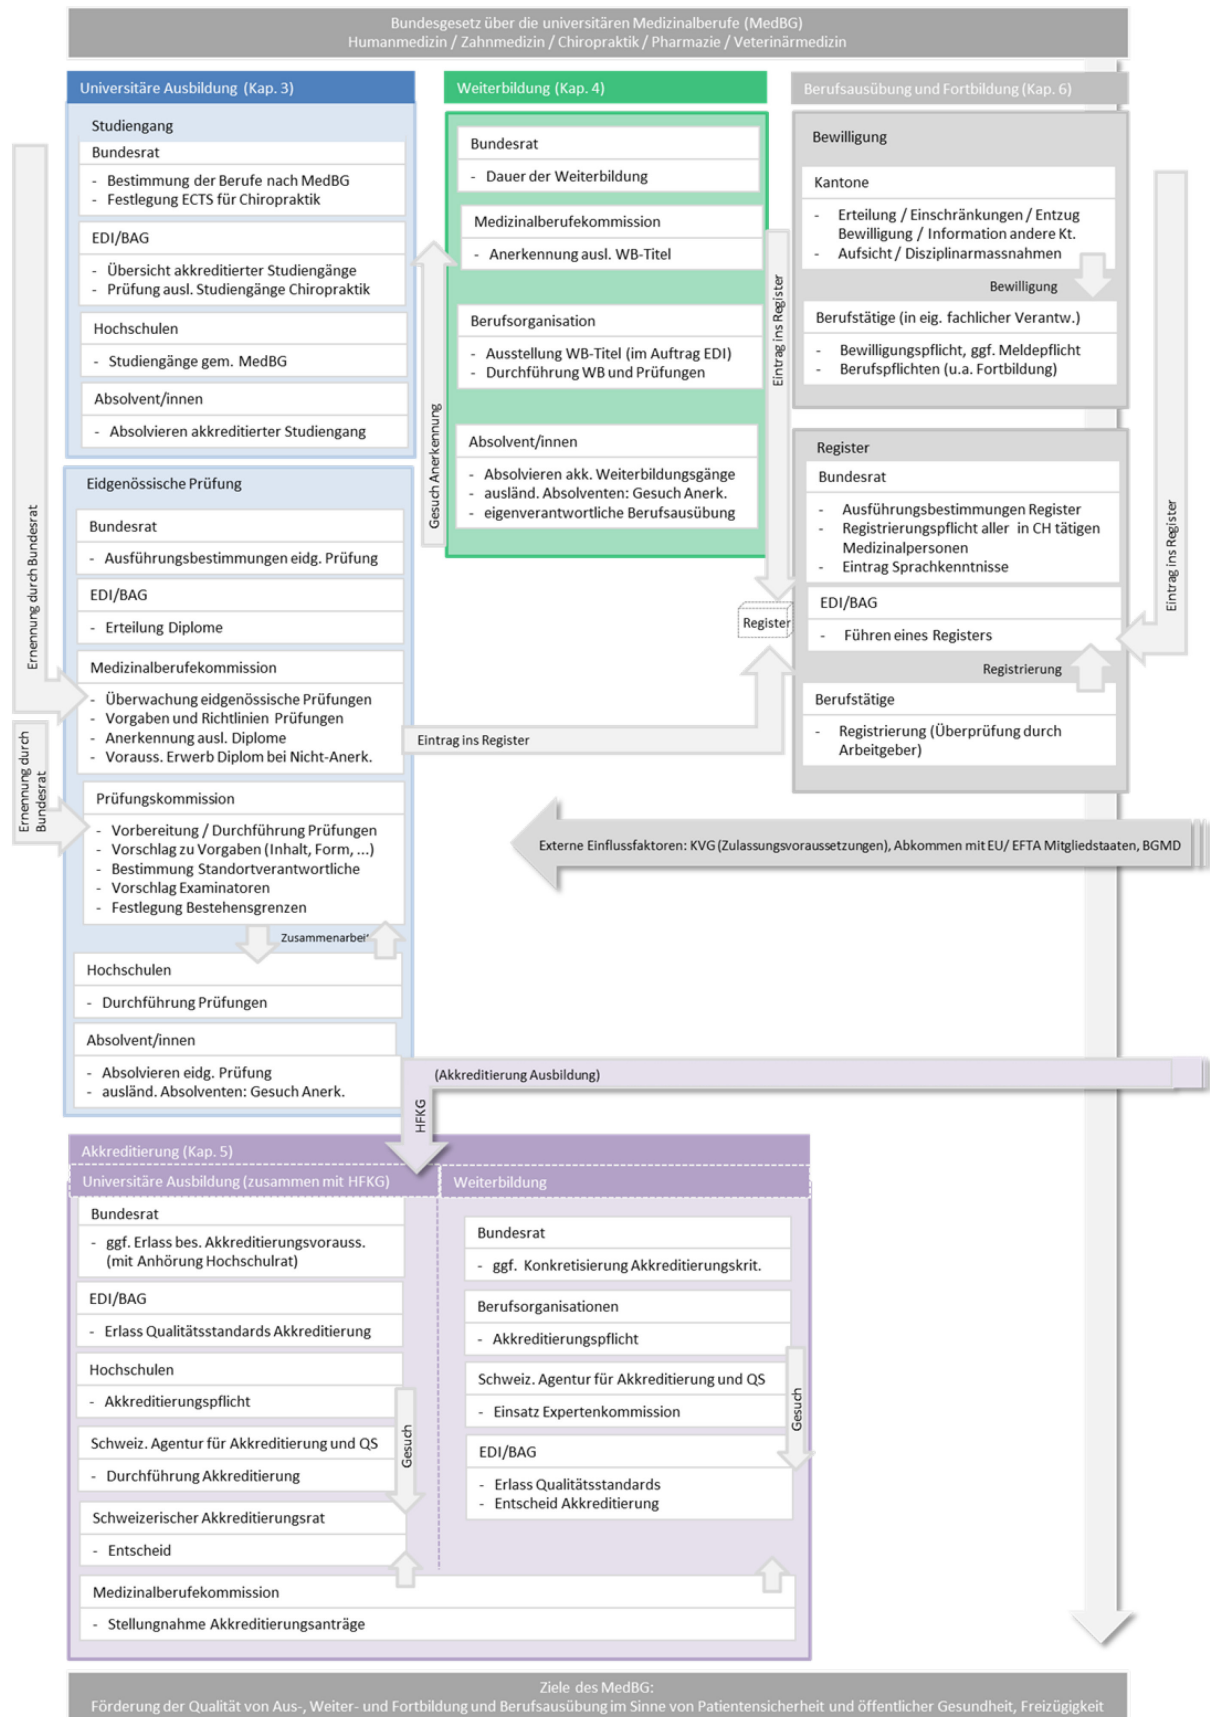 Bundesgesetz über die universitären Medizinalberufe (MedBG)
Humanmedizin / Zahnmedizin / Chiropraktik / Pharmazie / Veterinärmedizin
Universitäre Ausbildung (Kap. 3)
Studiengang
Bundesrat
- Bestimmung der Berufe nach MedBG
- Festlegung ECTS für Chiropraktik
EDI/BAG
- Übersicht akkreditierter Studiengänge
- Prüfung ausl. Studiengänge Chiropraktik
Hochschulen
- Studiengänge gem. MedBG
Absolvent/innen
- Absolvieren akkreditierter Studiengang
Eidgenössische Prüfung
Bundesrat
- Ausführungsbestimmungen eidg. Prüfung
EDI/BAG
- Erteilung Diplome
Medizinalberufekommission
- Überwachung eidgenössische Prüfungen
- Vorgaben und Richtlinien Prüfungen
- Anerkennung ausl. Diplome
- Vorauss. Erwerb Diplom bei Nicht-Anerk.
Prüfungskommission
- Vorbereitung / Durchführung Prüfungen
- Vorschlag zu Vorgaben (Inhalt, Form, ...)
- Bestimmung Standortverantwortliche
- Vorschlag Examinatoren
- Festlegung Bestehensgrenzen
Zusammenarbeit
Hochschulen
- Durchführung Prüfungen
Absolvent/innen
- Absolvieren eidg. Prüfung
- ausländ. Absolventen: Gesuch Anerk.
Ernennung durch Bundesrat
Ernennung durch
Bundesrat
Weiterbildung (Kap. 4)
Bundesrat
- Dauer der Weiterbildung
Medizinalberufekommission
- Anerkennung ausl. WB-Titel
Berufsorganisation
- Ausstellung WB-Titel (im Auftrag EDI)
- Durchführung WB und Prüfungen
Absolvent/innen
- Absolvieren akk. Weiterbildungsgänge
- ausländ. Absolventen: Gesuch Anerk.
- eigenverantwortliche Berufsausübung
Gesuch Anerkennung
Eintrag ins Register
Register
Eintrag ins Register
Berufsausübung und Fortbildung (Kap. 6)
Bewilligung
Kantone
- Erteilung / Einschränkungen / Entzug
Bewilligung / Information andere Kt.
- Aufsicht / Disziplinarmassnahmen
Bewilligung
Berufstätige (in eig. fachlicher Verantw.)
- Bewilligungspflicht, ggf. Meldepflicht
- Berufspflichten (u.a. Fortbildung)
Register
Bundesrat
- Ausführungsbestimmungen Register
- Registrierungspflicht aller in CH tätigen
Medizinalpersonen
- Eintrag Sprachkenntnisse
EDI/BAG
- Führen eines Registers
Registrierung
Berufstätige
- Registrierung (Überprüfung durch
Arbeitgeber)
Eintrag ins Register
Externe Einflussfaktoren: KVG (Zulassungsvoraussetzungen), Abkommen mit EU/ EFTA Mitgliedstaaten, BGMD
(Akkreditierung Ausbildung)
HFKG
Akkreditierung (Kap. 5)
Universitäre Ausbildung (zusammen mit HFKG)
Bundesrat
- ggf. Erlass bes. Akkreditierungsvorauss.
(mit Anhörung Hochschulrat)
EDI/BAG
- Erlass Qualitätsstandards Akkreditierung
Hochschulen
- Akkreditierungspflicht
Schweiz. Agentur für Akkreditierung und QS
- Durchführung Akkreditierung
Schweizerischer Akkreditierungsrat
- Entscheid
Gesuch
Weiterbildung
Bundesrat
- ggf. Konkretisierung Akkreditierungskrit.
Berufsorganisationen
- Akkreditierungspflicht
Schweiz. Agentur für Akkreditierung und QS
- Einsatz Expertenkommission
EDI/BAG
- Erlass Qualitätsstandards
- Entscheid Akkreditierung
Gesuch
Medizinalberufekommission
- Stellungnahme Akkreditierungsanträge
Ziele des MedBG:
Förderung der Qualität von Aus-, Weiter- und Fortbildung und Berufsausübung im Sinne von Patientensicherheit und öffentlicher Gesundheit, Freizügigkeit